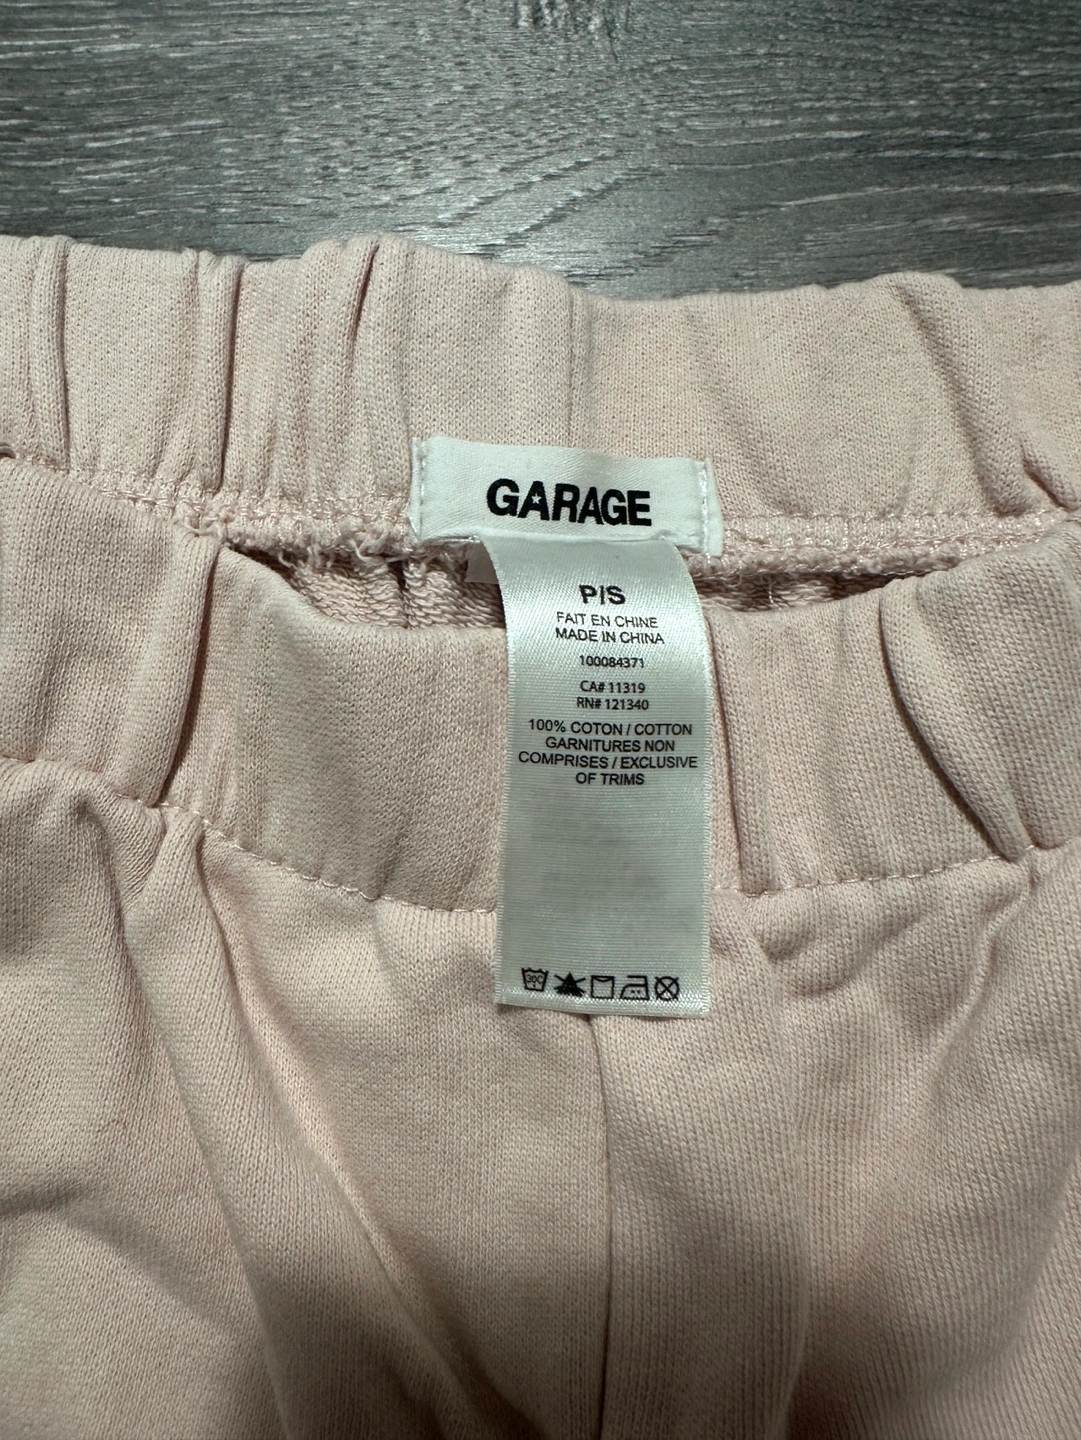 GARAGE
P/S
FAIT EN CHINE
MADE IN CHINA
100084371
CA# 11319
RN# 121340
100% COTON / COTTON
GARNITURES NON
COMPRISES / EXCLUSIVE
OF TRIMS
30C